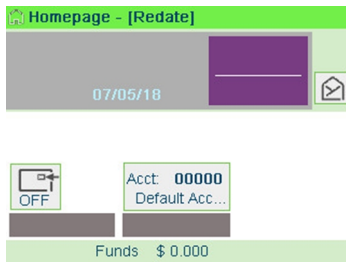 Homepage - [Redate]
07/05/18
OFF
Acct: 00000
Default Acc...
Funds $ 0.000